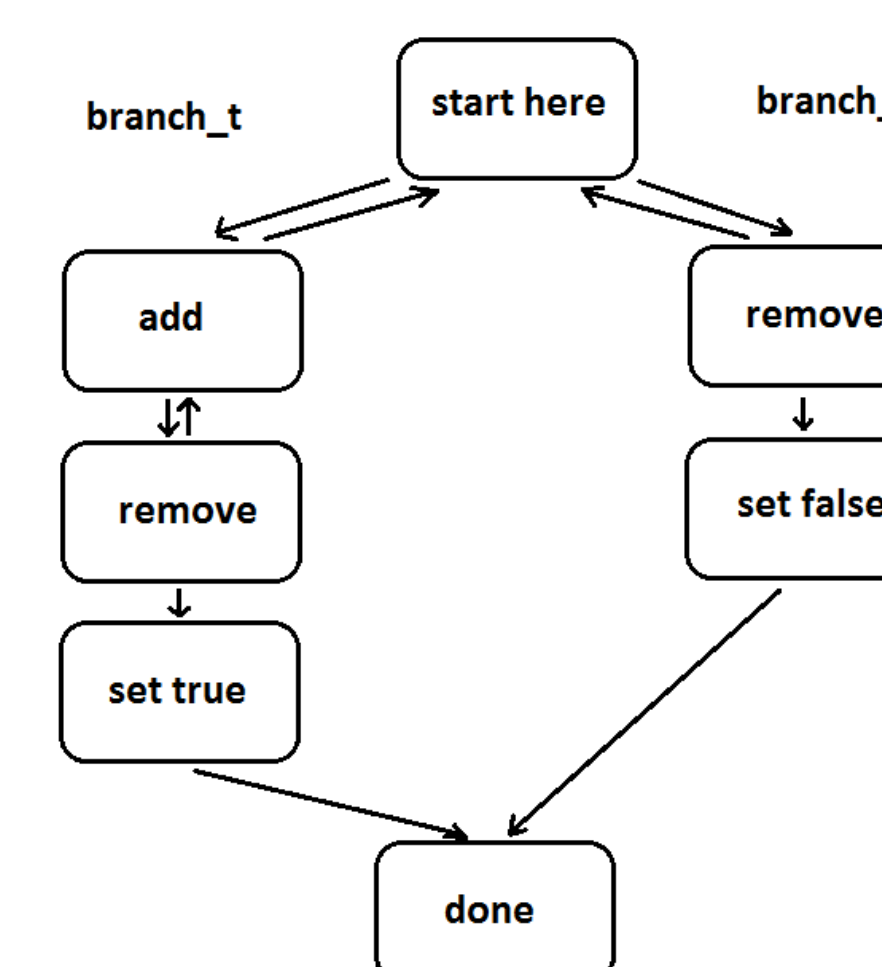 start here
branch_t
branch_
add
remove
remove
set false
set true
done